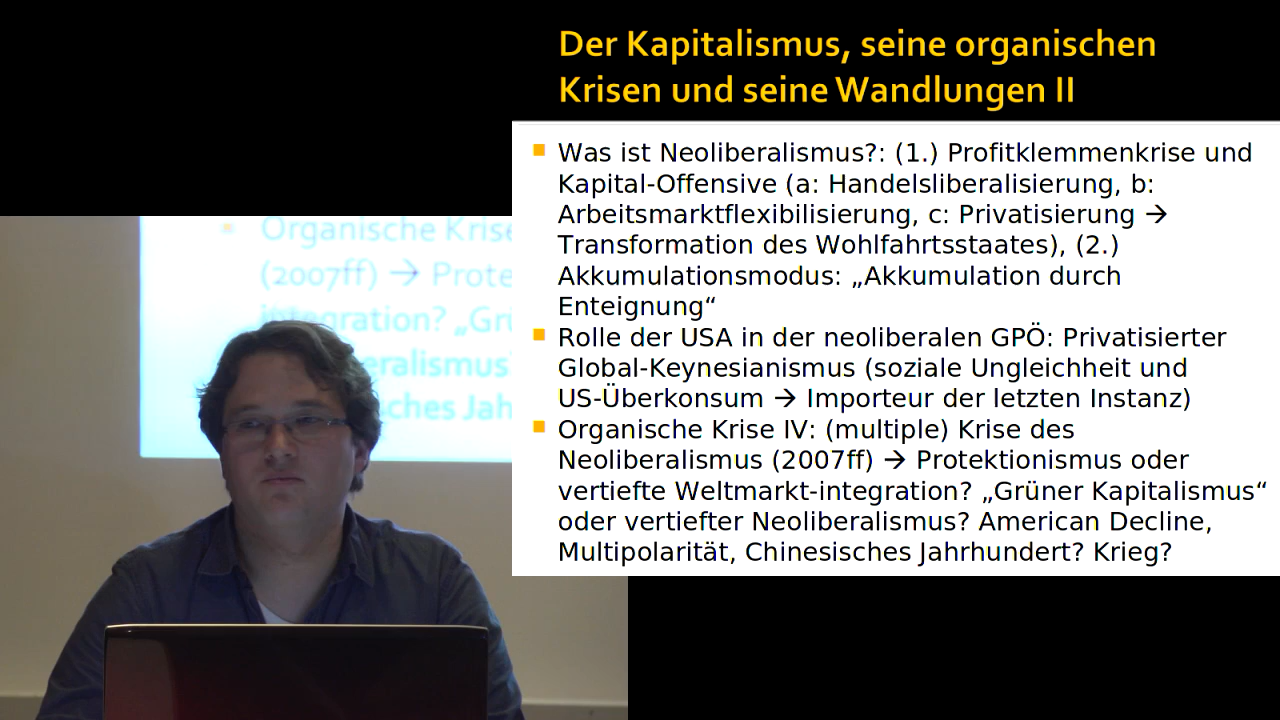 Der Kapitalismus, seine organischen
Krisen und seine Wandlungen II
Was ist Neoliberalismus?: (1.) Profitklemmenkrise und
Kapital-Offensive (a: Handelsliberalisierung, b:
Arbeitsmarktflexibilisierung, c: Privatisierung →
Transformation des Wohlfahrtsstaates), (2.)
Akkumulationsmodus: „Akkumulation durch
Enteignung“
Rolle der USA in der neoliberalen GPÖ: Privatisierter
Global-Keynesianismus (soziale Ungleichheit und
US-Überkonsum → Importeur der letzten Instanz)
Organische Krise IV: (multiple) Krise des
Neoliberalismus (2007ff) → Protektionismus oder
vertiefte Weltmarkt-integration? „Grüner Kapitalismus“
oder vertiefter Neoliberalismus? American Decline,
Multipolarität, Chinesisches Jahrhundert? Krieg?
Organische Krise
(2007ff) → Prote
integration? „Grü
eralismus
ches Jah